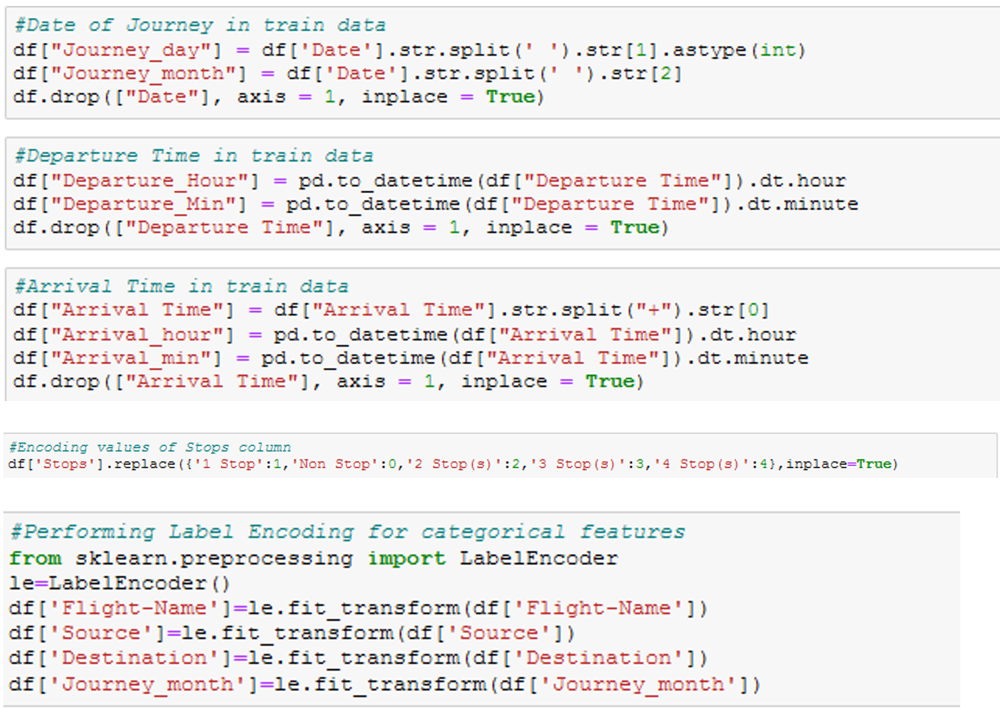 #Date of Journey in train data
df["Journey_day"] = df['Date'].str.split(' ').str[1].astype(int)
df["Journey_month"] = df['Date'].str.split(' ').str[2]
df.drop(["Date"], axis = 1, inplace = True)
#Departure Time in train data
df["Departure_Hour"] = pd.to_datetime(df["Departure Time"]).dt.hour
df["Departure_Min"] = pd.to_datetime(df["Departure Time"]).dt.minute
df.drop(["Departure Time"], axis = 1, inplace = True)
#Arrival Time in train data
df["Arrival Time"] = df["Arrival Time"].str.split("+").str[0]
df["Arrival_hour"] = pd.to_datetime(df["Arrival Time"]).dt.hour
df["Arrival_min"] = pd.to_datetime(df["Arrival Time"]).dt.minute
df.drop(["Arrival Time"], axis = 1, inplace = True)
#Encoding values of Stops column
df['Stops'].replace({'1 Stop':1,'Non Stop':0,'2 Stop(s)':2,'3 Stop(s)':3,'4 Stop(s)':4},inplace=True)
#Performing Label Encoding for categorical features
from sklearn.preprocessing import LabelEncoder
le=LabelEncoder()
df['Flight-Name']=le.fit_transform(df['Flight-Name'])
df['Source']=le.fit_transform(df['Source'])
df['Destination']=le.fit_transform(df['Destination'])
df['Journey_month']=le.fit_transform(df['Journey_month'])